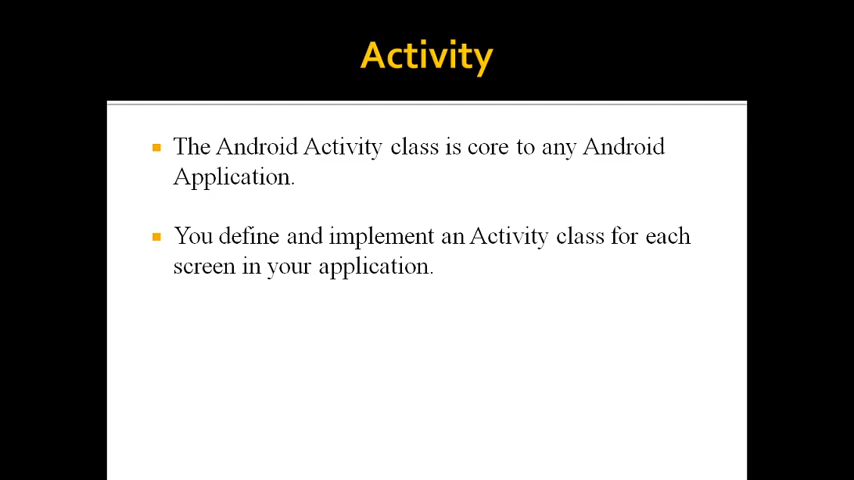 Activity
The Android Activity class is core to any Android
Application.
You define and implement an Activity class for each
screen in your application.